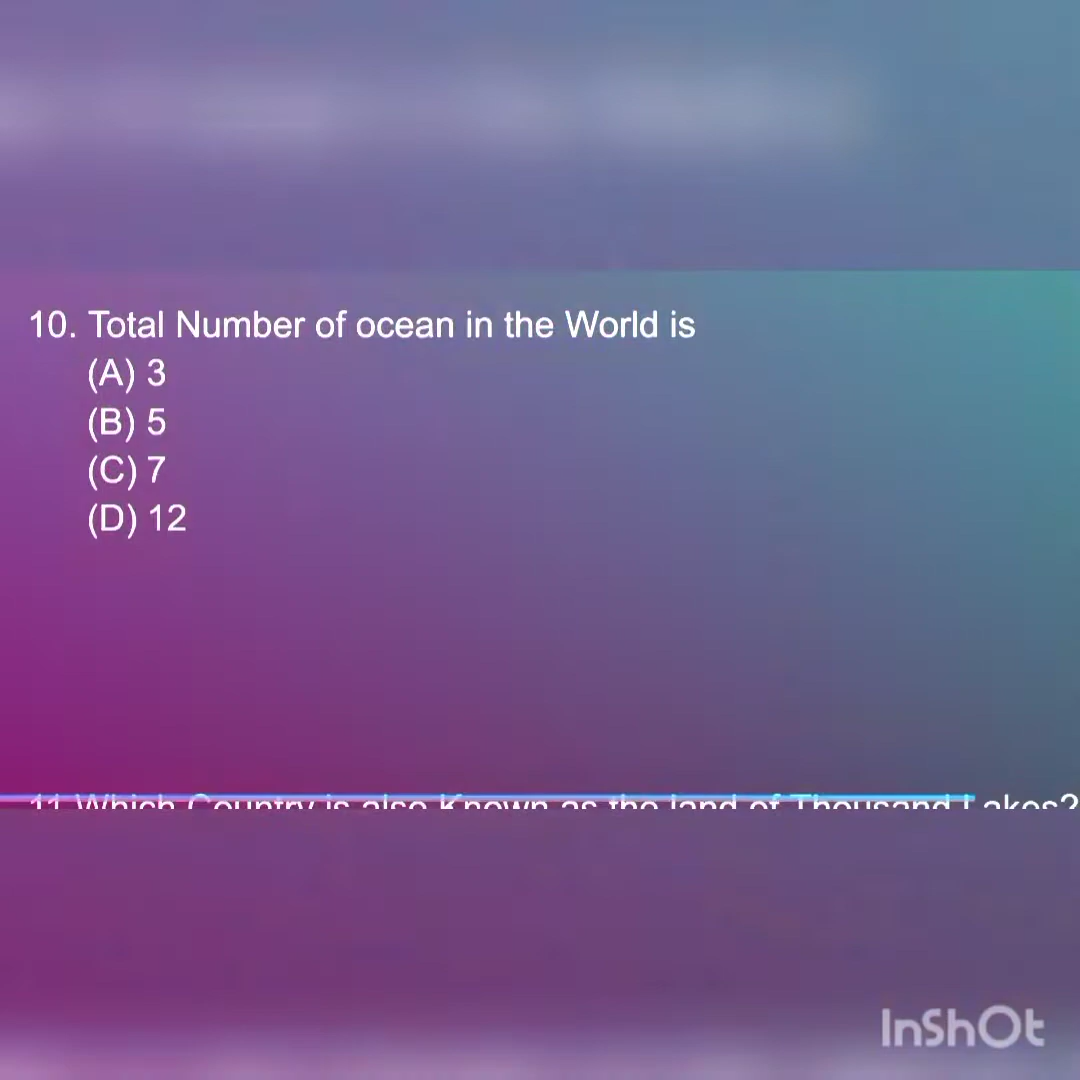 10. Total Number of ocean in the World is
(A) 3
(B) 5
(C) 7
(D) 12
11 Which Country is also Known as the land of Thousand Lakes?
InShOt